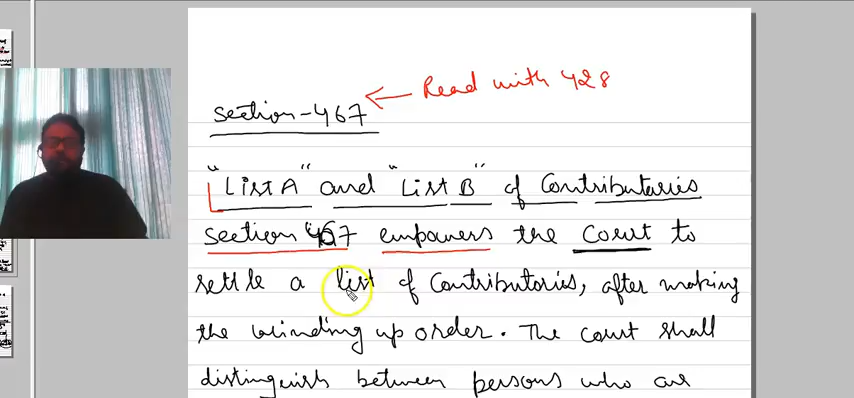 Section-467 ← Read with 428
"List A" and "List B" of Contributaries
Section 467 empowers the Court to
settle a list of Contributories, after making
the winding up order. The court shall
distinguish between persons who are